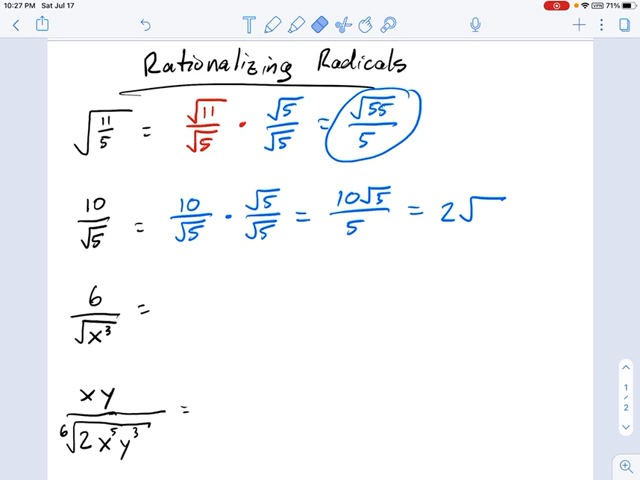 10:27 PM Sat Jul 17 VPN 71%
T
Rationalizing Radicals
√(11/5) = √11/√5 · √5/√5 = √55/5
10/√5 = 10/√5 · √5/√5 = 10√5/5 = 2√
6/√x³ =
xy/⁶√2x⁵y³ =
1
2